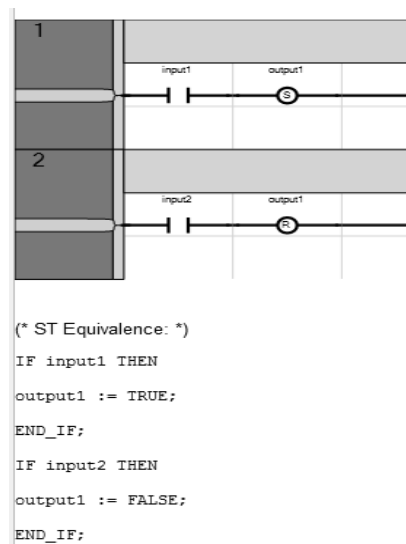 1
input1 output1
S
2
input2 output1
R
(* ST Equivalence: *)
IF input1 THEN
output1 := TRUE;
END_IF;
IF input2 THEN
output1 := FALSE;
END_IF;